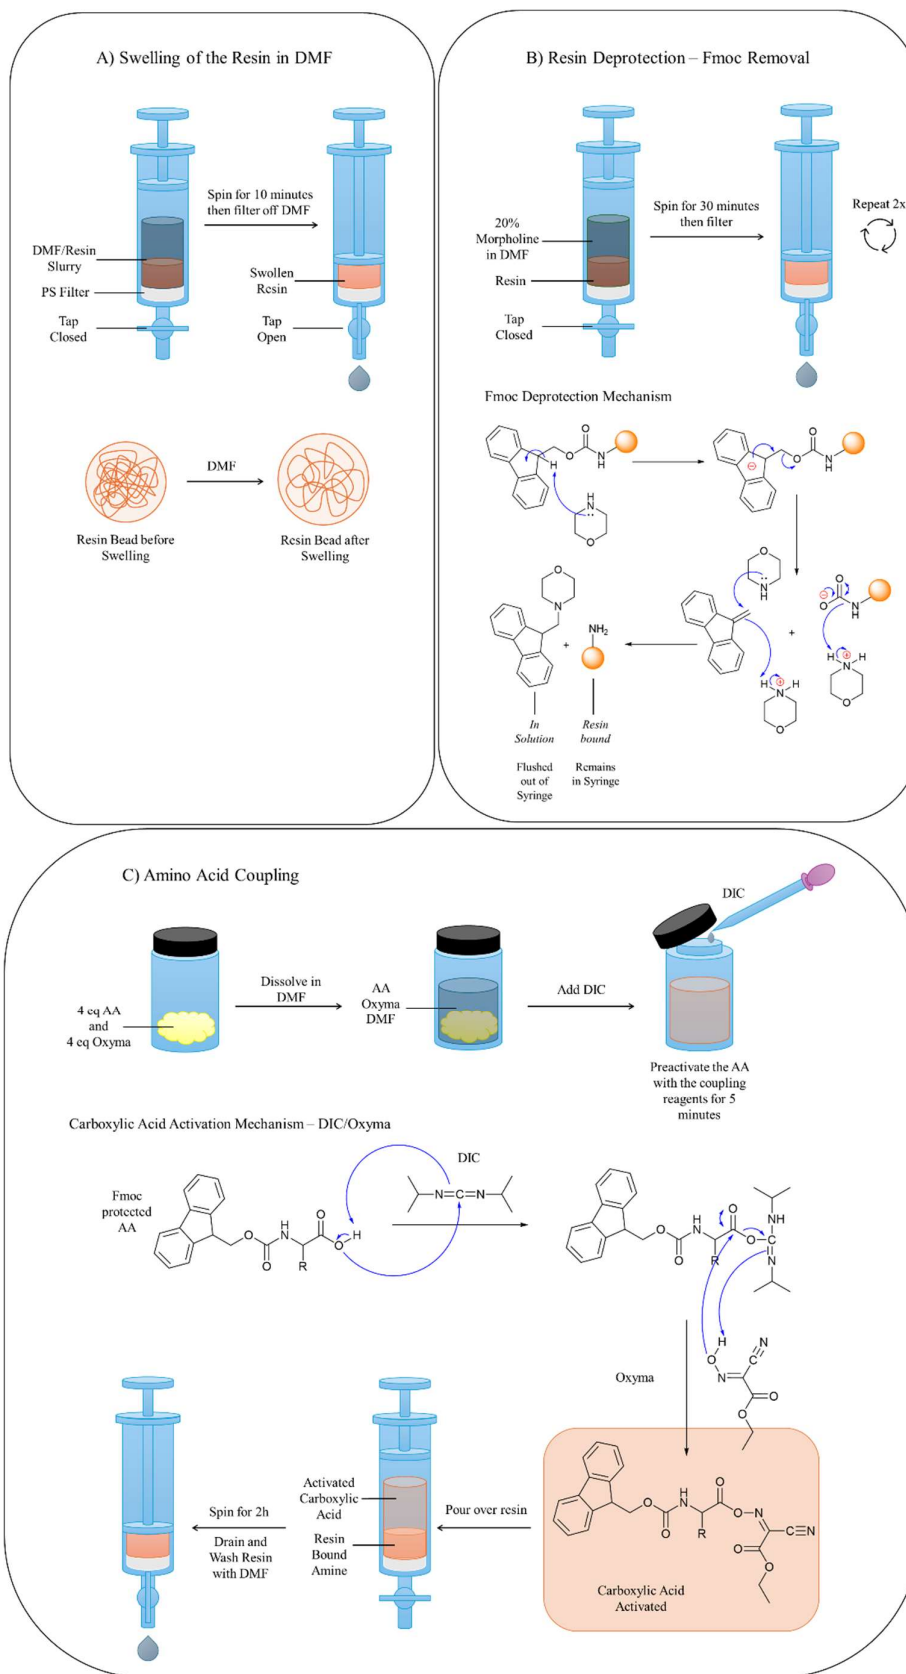 A) Swelling of the Resin in DMF
Spin for 10 minutes
then filter off DMF
DMF/Resin
Slurry
PS Filter
Tap
Closed
Swollen
Resin
Tap
Open
DMF
Resin Bead before
Swelling
Resin Bead after
Swelling
B) Resin Deprotection – Fmoc Removal
20%
Morpholine
in DMF
Resin
Tap
Closed
Spin for 30 minutes
then filter
Repeat 2x
Fmoc Deprotection Mechanism
O
O
N
H
H
H
N
O
O
O
N
H
O
N
H
O
O
N
H
+
H
N
H
O
H
H
N
O
O
N
+
NH2
In
Solution
Resin
bound
Flushed
out of
Syringe
Remains
in Syringe
C) Amino Acid Coupling
4 eq AA
and
4 eq Oxyma
Dissolve in
DMF
AA
Oxyma
DMF
Add DIC
DIC
Preactivate the AA
with the coupling
reagents for 5
minutes
Carboxylic Acid Activation Mechanism – DIC/Oxyma
Fmoc
protected
AA
O
O
H
N
R
O
O
H
DIC
N=C=N
O
O
H
N
R
O
O
NH
C
N
Oxyma
H
O
N
C
N
O
O
O
O
H
N
R
O
O
N
C≡N
O
O
Carboxylic Acid
Activated
Pour over resin
Activated
Carboxylic
Acid
Resin
Bound
Amine
Spin for 2h
Drain and
Wash Resin
with DMF